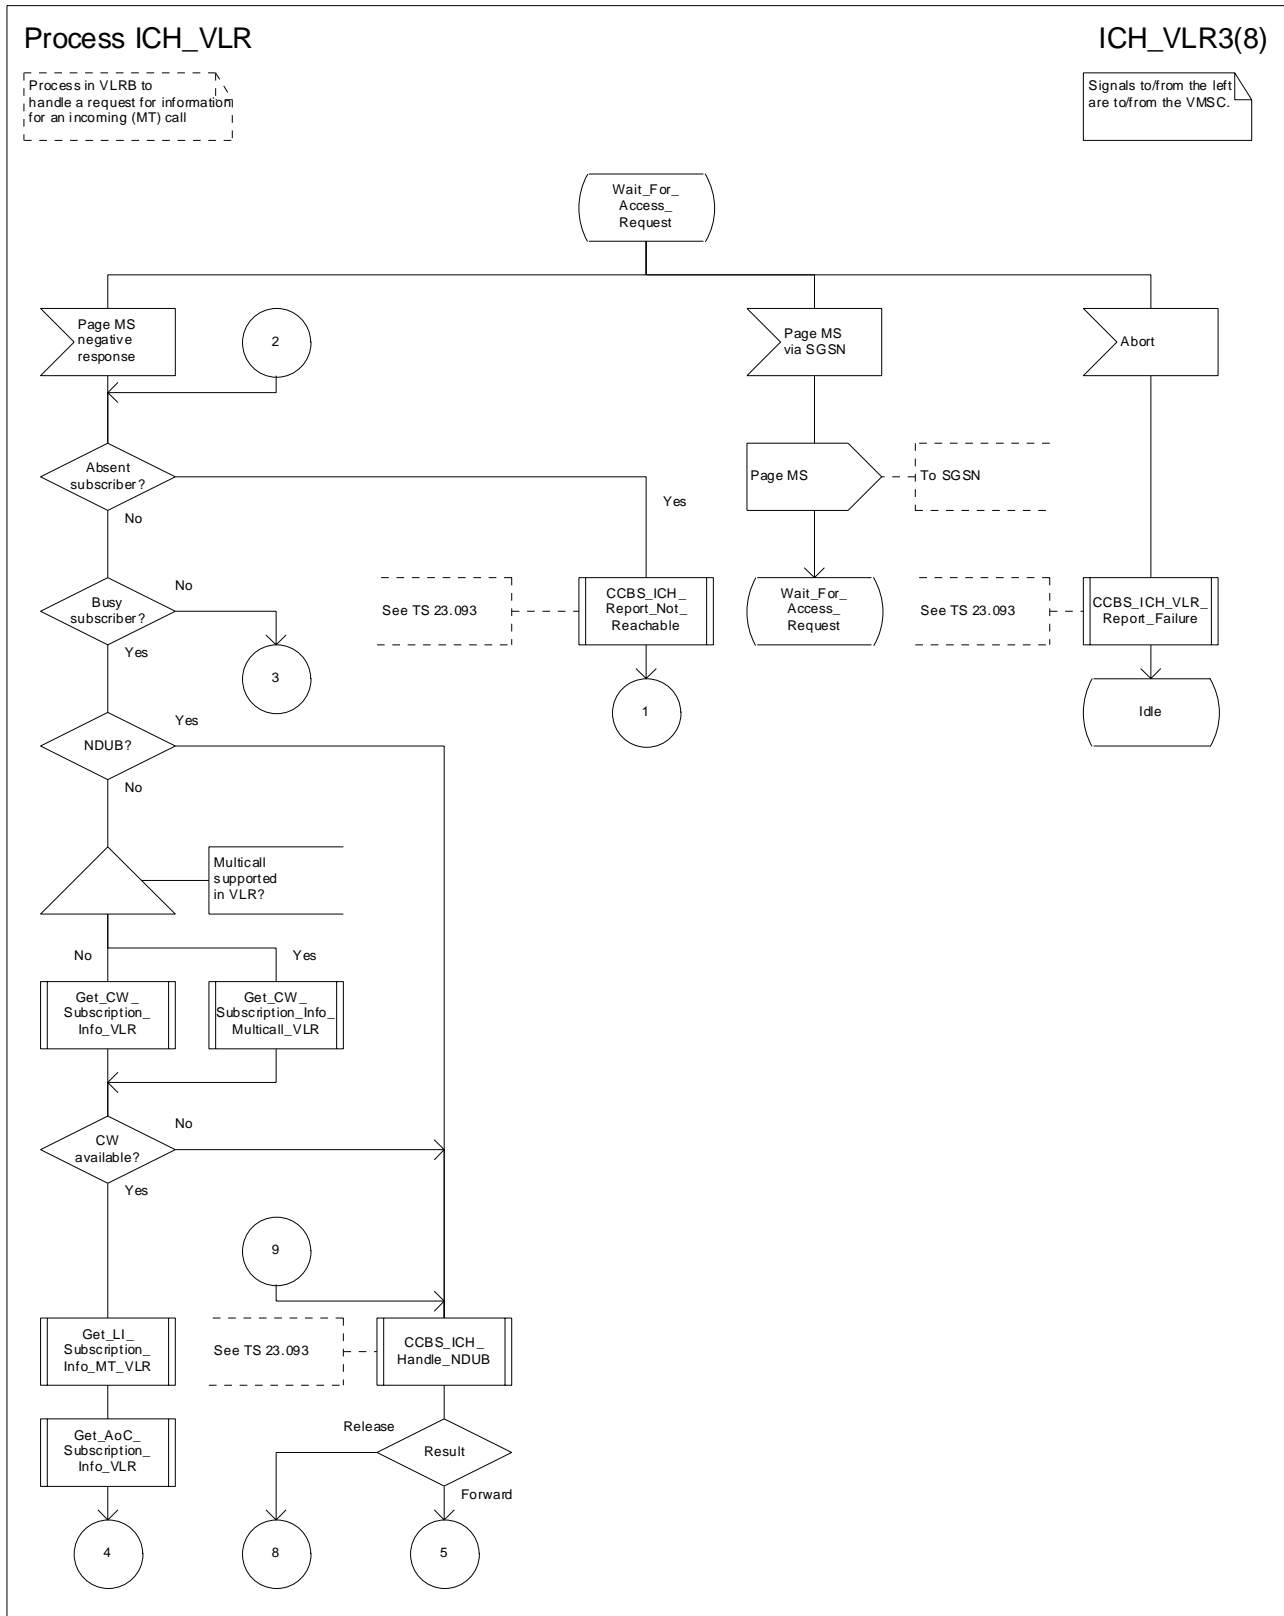 Process ICH_VLR
ICH_VLR3(8)
Process in VLRB to
handle a request for information
for an incoming (MT) call
Signals to/from the left
are to/from the VMSC.
Wait_For_
Access_
Request
Page MS
negative
response
2
Page MS
via SGSN
Abort
Absent
subscriber?
Yes
No
Page MS
To SGSN
Busy
subscriber?
No
Yes
3
See TS 23.093
CCBS_ICH_
Report_Not_
Reachable
1
Wait_For_
Access_
Request
See TS 23.093
CCBS_ICH_VLR_
Report_Failure
Idle
NDUB?
Yes
No
Multicall
supported
in VLR?
No
Yes
Get_CW_
Subscription_
Info_VLR
Get_CW_
Subscription_Info_
Multicall_VLR
CW
available?
No
Yes
9
Get_LI_
Subscription_
Info_MT_VLR
See TS 23.093
CCBS_ICH_
Handle_NDUB
Get_AoC_
Subscription_
Info_VLR
Release
Result
Forward
4
8
5